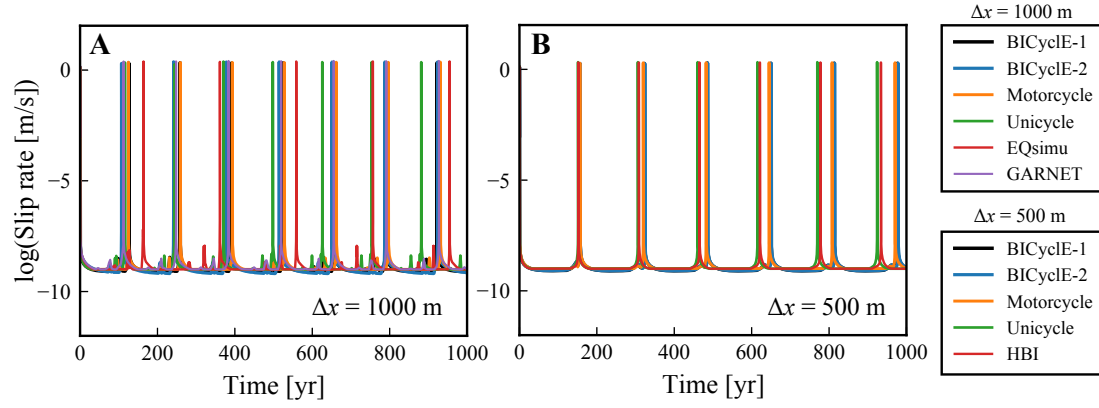 A
B
log(Slip rate [m/s])
0
−5
−10
Δx = 1000 m
0 200 400 600 800 1000
Time [yr]
0
−5
−10
Δx = 500 m
0 200 400 600 800 1000
Time [yr]
Δx = 1000 m
BICyclE-1
BICyclE-2
Motorcycle
Unicycle
EQsimu
GARNET
Δx = 500 m
BICyclE-1
BICyclE-2
Motorcycle
Unicycle
HBI